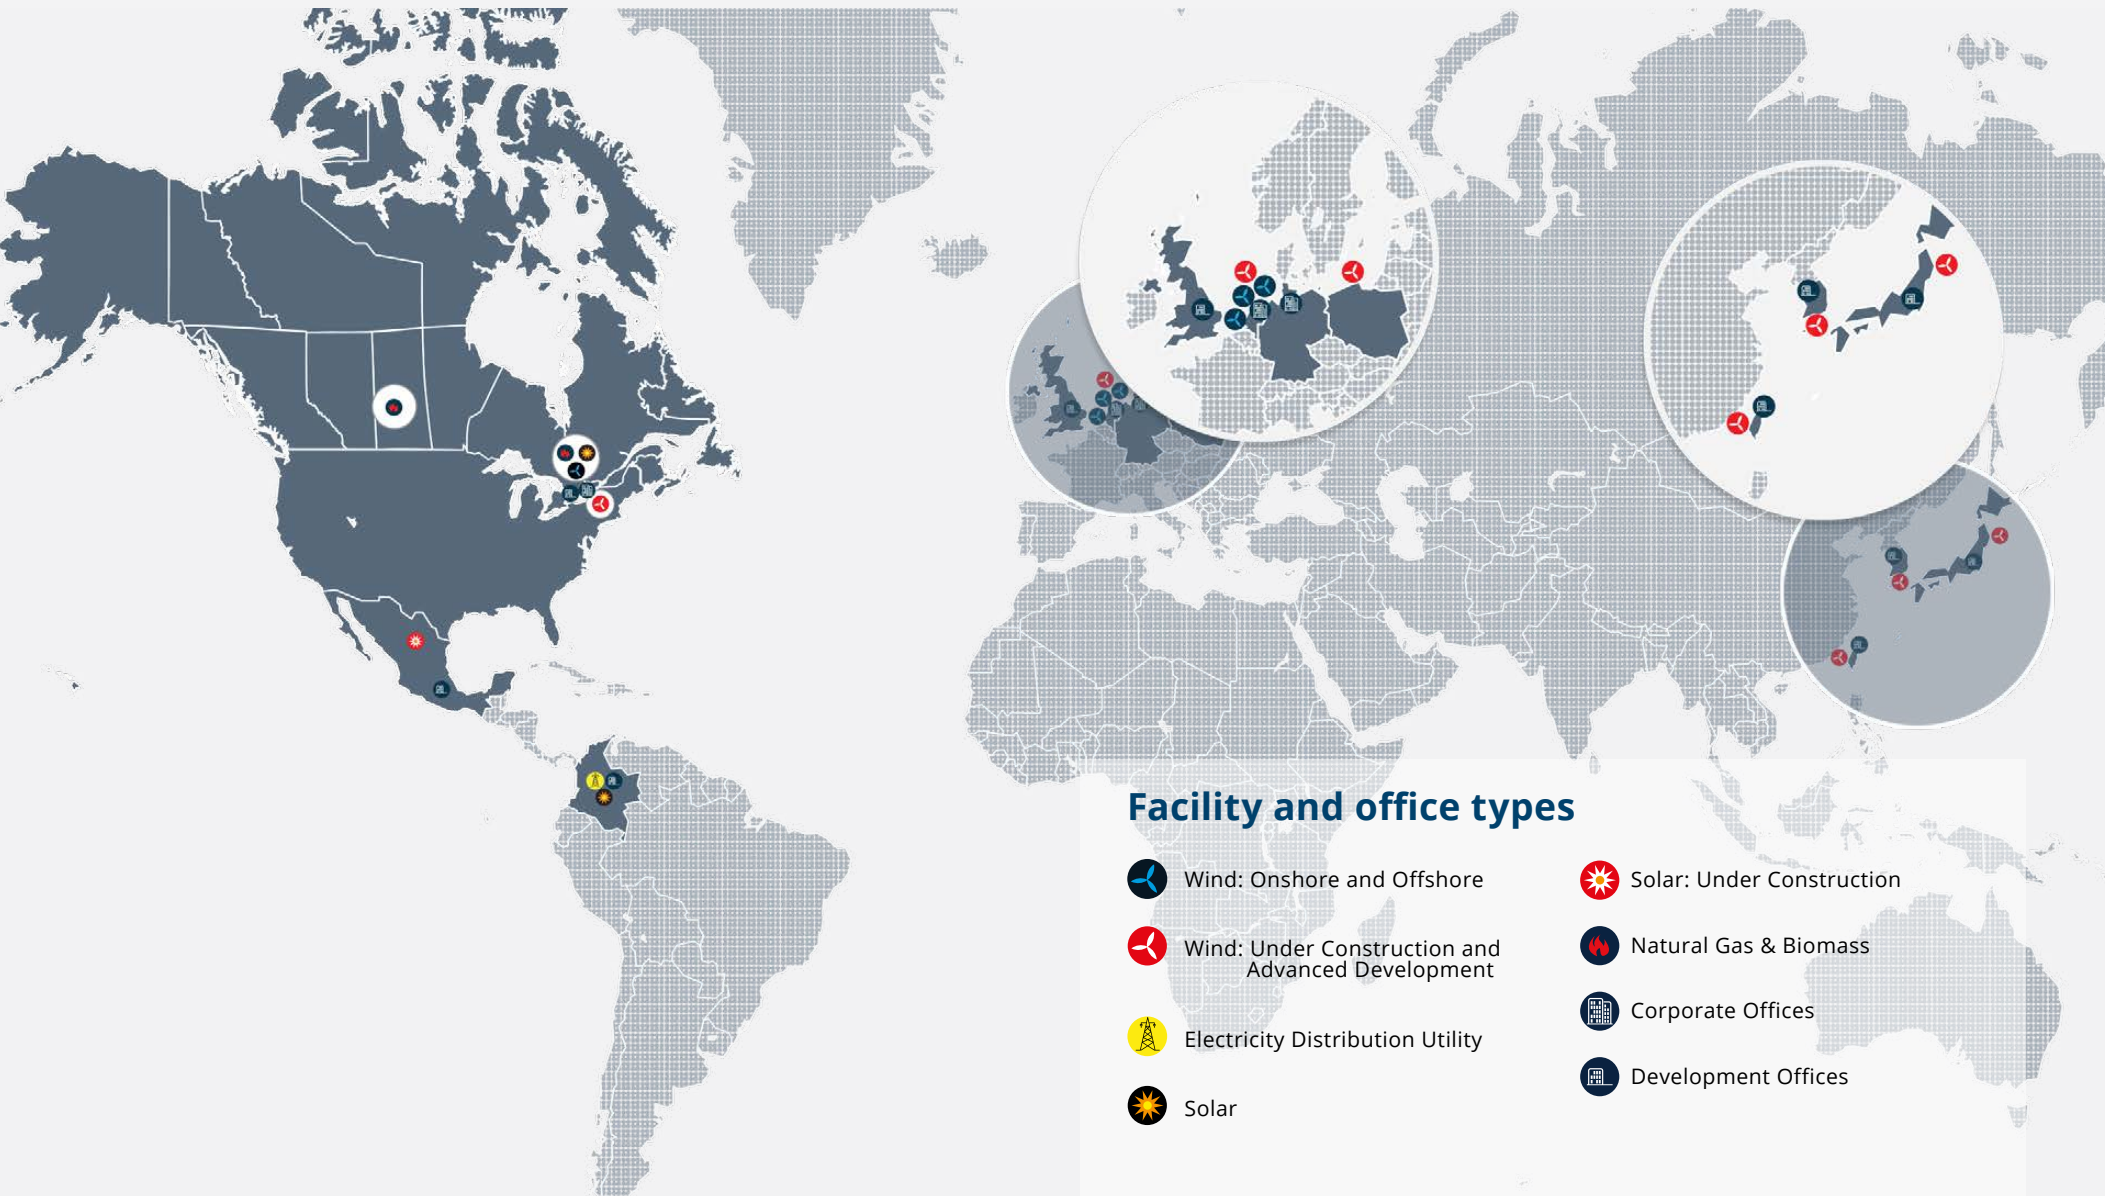 Facility and office types
Wind: Onshore and Offshore
Wind: Under Construction and
Advanced Development
Electricity Distribution Utility
Solar
Solar: Under Construction
Natural Gas & Biomass
Corporate Offices
Development Offices